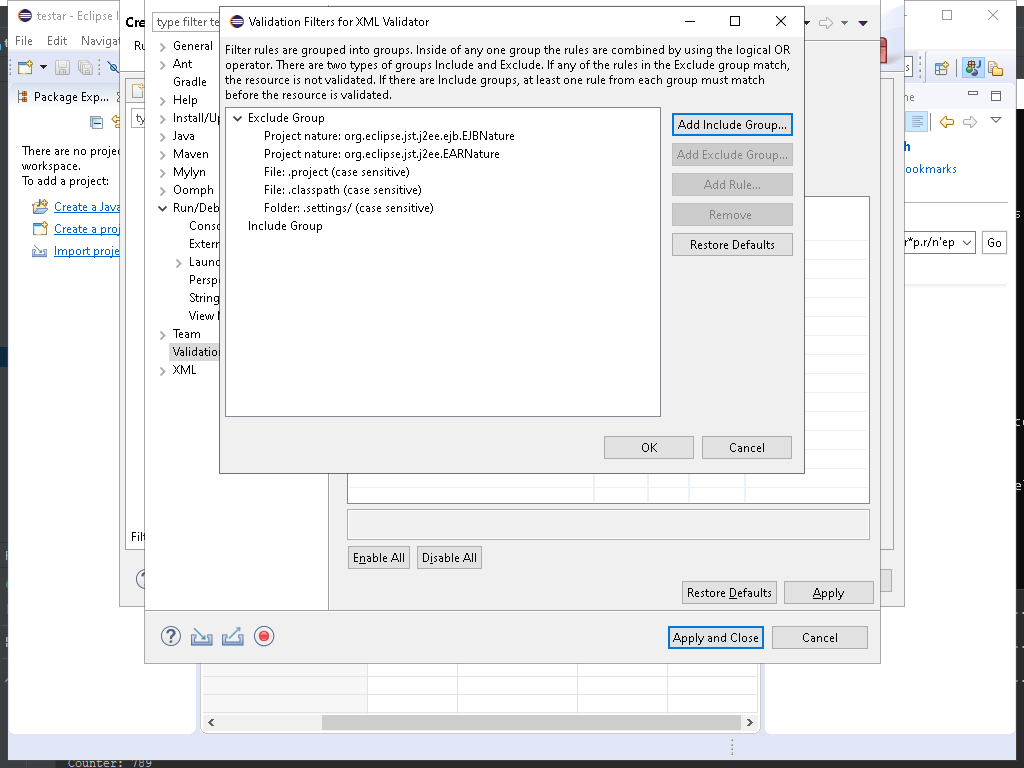 testar - Eclipse I
File
Edit
Navigat
Package Exp...
There are no proje
workspace.
To add a project:
Create a Java
Create a proj
Import proje
Cre
Ru
ty
Filt
type filter te
General
Ant
Gradle
Help
Install/Up
Java
Maven
Mylyn
Oomph
Run/Deb
Conso
Extern
Launc
Perspe
String
View M
Team
Validatio
XML
Validation Filters for XML Validator
Filter rules are grouped into groups. Inside of any one group the rules are combined by using the logical OR
operator. There are two types of groups Include and Exclude. If any of the rules in the Exclude group match,
the resource is not validated. If there are Include groups, at least one rule from each group must match
before the resource is validated.
Exclude Group
Project nature: org.eclipse.jst.j2ee.ejb.EJBNature
Project nature: org.eclipse.jst.j2ee.EARNature
File: .project (case sensitive)
File: .classpath (case sensitive)
Folder: .settings/ (case sensitive)
Include Group
Add Include Group...
Add Exclude Group...
Add Rule...
Remove
Restore Defaults
OK
Cancel
ne
h
ookmarks
r*p.r/n'ep
Go
Enable All
Disable All
Restore Defaults
Apply
Apply and Close
Cancel
Counter: 789